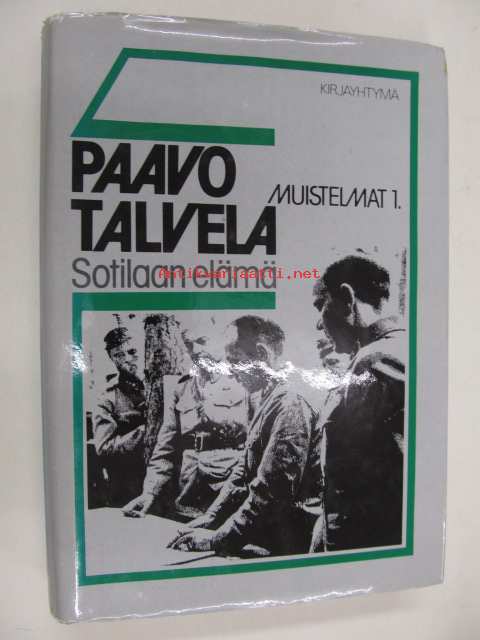 KIRJAYHTYMÄ
PAAVO
TALVELA
MUISTELMAT 1.
Sotilaan elämä
Antikvariaatti.net